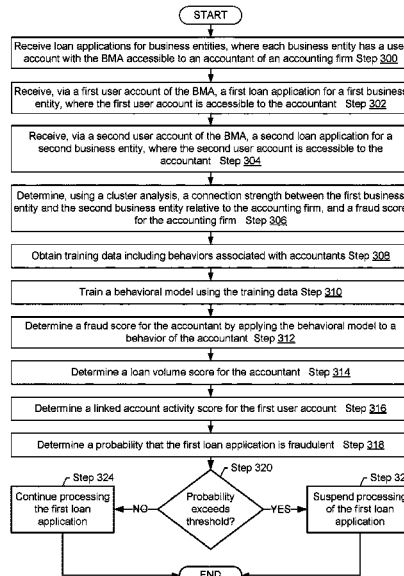 START
Receive loan applications for business entities, where each business entity has a use
account with the BMA accessible to an accountant of an accounting firm Step 300
Receive, via a first user account of the BMA, a first loan application for a first busines
entity, where the first user account is accessible to the accountant Step 302
Receive, via a second user account of the BMA, a second loan application for a
second business entity, where the second user account is accessible to the
accountant Step 304
Determine, using a cluster analysis, a connection strength between the first business
entity and the second business entity relative to the accounting firm, and a fraud score
for the accounting firm Step 306
Obtain training data including behaviors associated with accountants Step 308
Train a behavioral model using the training data Step 310
Determine a fraud score for the accountant by applying the behavioral model to a
behavior of the accountant Step 312
Determine a loan volume score for the accountant Step 314
Determine a linked account activity score for the first user account Step 316
Determine a probability that the first loan application is fraudulent Step 318
Step 320
Step 324
Step 32
Continue processing
the first loan
application
NO
Probability
exceeds
threshold?
YES
Suspend processing
of the first loan
application
END